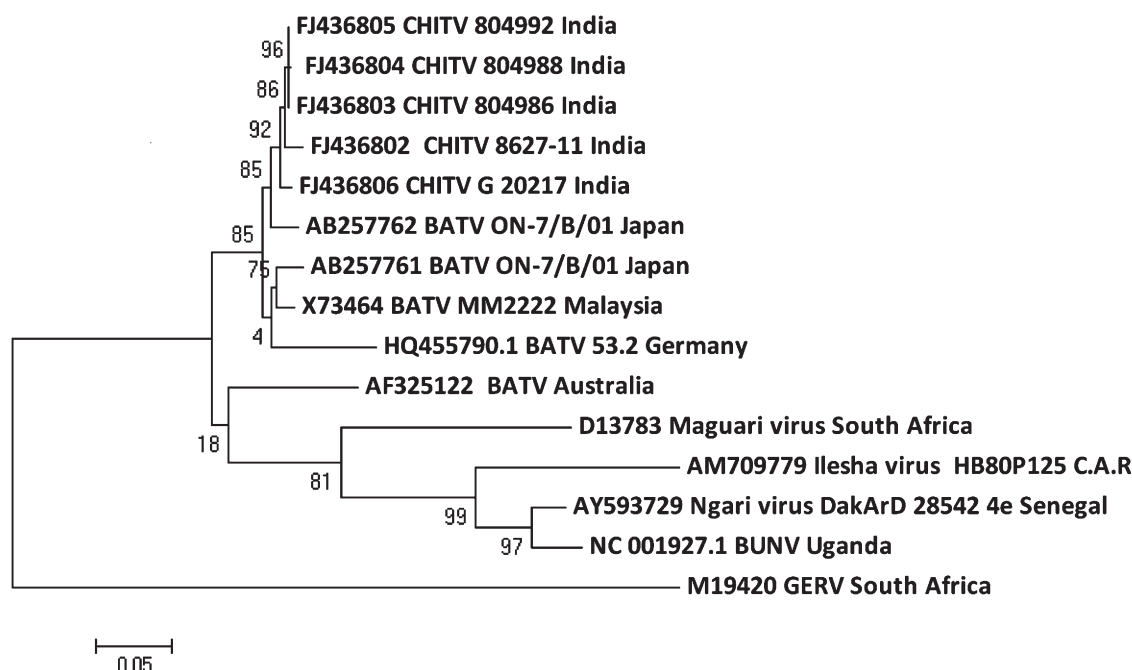 FJ436805 CHITV 804992 India
96
FJ436804 CHITV 804988 India
86
FJ436803 CHITV 804986 India
92
FJ436802 CHITV 8627-11 India
85
FJ436806 CHITV G 20217 India
AB257762 BATV ON-7/B/01 Japan
85
AB257761 BATV ON-7/B/01 Japan
75
X73464 BATV MM2222 Malaysia
4
HQ455790.1 BATV 53.2 Germany
AF325122 BATV Australia
D13783 Maguari virus South Africa
18
AM709779 Ilesha virus HB80P125 C.A.R
81
AY593729 Ngari virus DakArD 28542 4e Senegal
99
NC 001927.1 BUNV Uganda
97
M19420 GERV South Africa
0.05